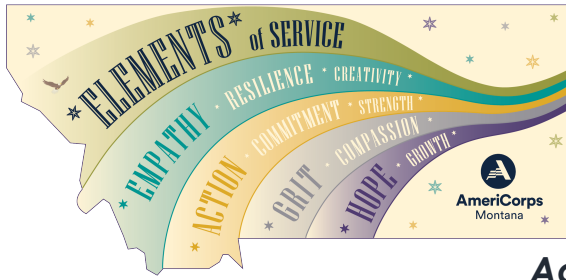 ELEMENTS of SERVICE
EMPATHY · RESILIENCE · CREATIVITY
ACTION · COMMITMENT · STRENGTH
GRIT · COMPASSION
HOPE · GROWTH
AmeriCorps
Montana